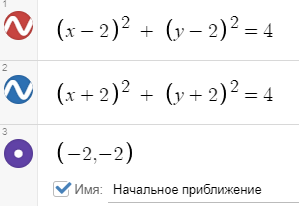 1
(x − 2)² + (y − 2)² = 4
2
(x + 2)² + (y + 2)² = 4
3
(−2,−2)
Имя: Начальное приближение